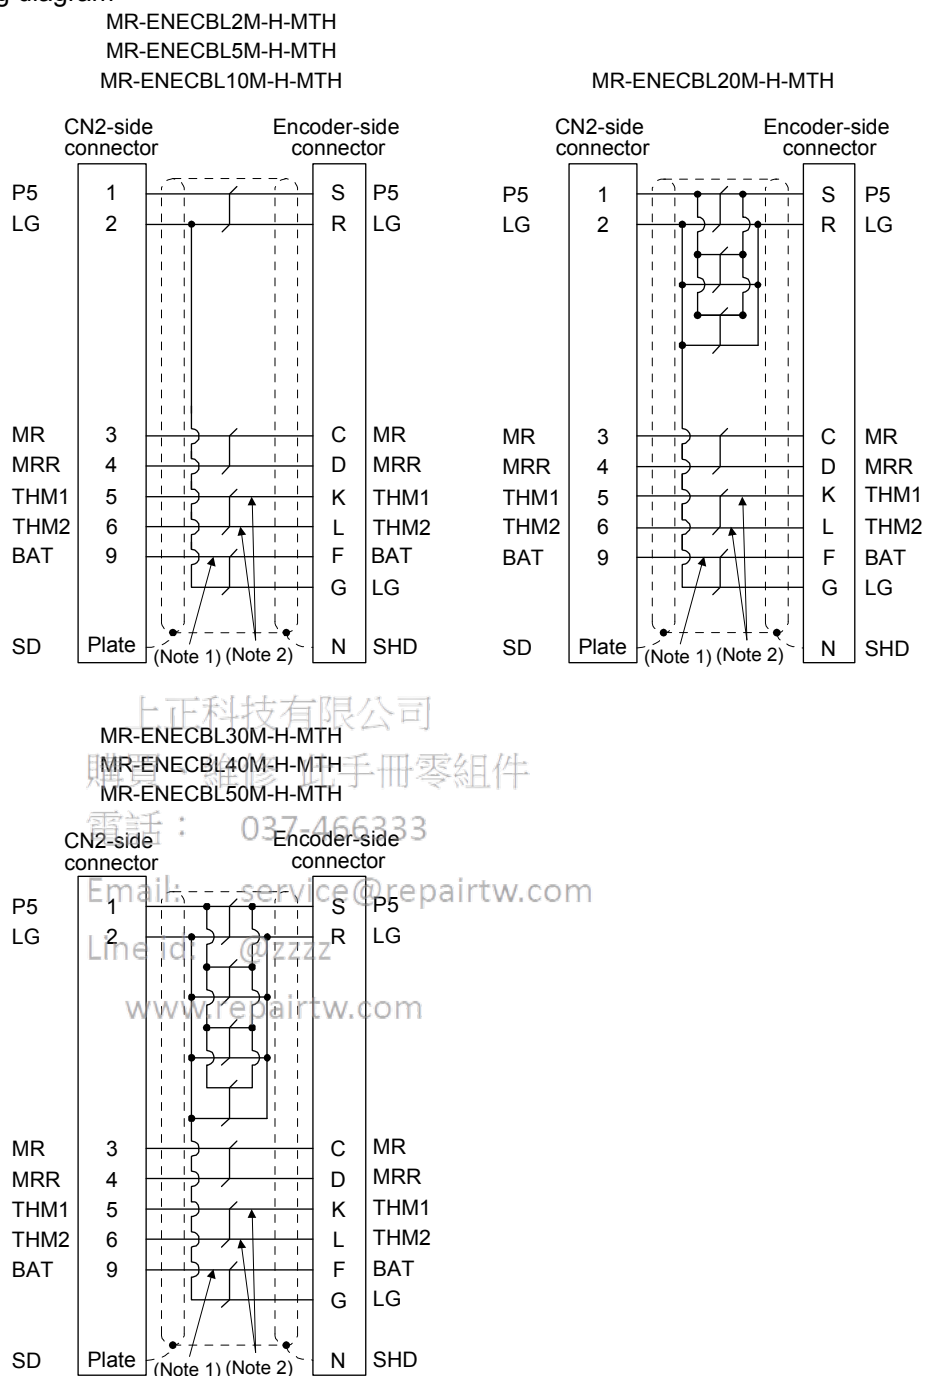 g diagram
MR-ENECBL2M-H-MTH
MR-ENECBL5M-H-MTH
MR-ENECBL10M-H-MTH
CN2-side connector
Encoder-side connector
P5 1 S P5
LG 2 R LG
MR 3 C MR
MRR 4 D MRR
THM1 5 K THM1
THM2 6 L THM2
BAT 9 F BAT
G LG
SD Plate (Note 1) (Note 2) N SHD
MR-ENECBL20M-H-MTH
CN2-side connector
Encoder-side connector
P5 1 S P5
LG 2 R LG
MR 3 C MR
MRR 4 D MRR
THM1 5 K THM1
THM2 6 L THM2
BAT 9 F BAT
G LG
SD Plate (Note 1) (Note 2) N SHD
上正科技有限公司
MR-ENECBL30M-H-MTH
購買、維修 此手冊零組件
MR-ENECBL40M-H-MTH
MR-ENECBL50M-H-MTH
電話： 037-466333
CN2-side connector
Encoder-side connector
Email: service@repairtw.com
P5 1 S P5
LG 2 R LG
Line id: @zzzz
www.repairtw.com
MR 3 C MR
MRR 4 D MRR
THM1 5 K THM1
THM2 6 L THM2
BAT 9 F BAT
G LG
SD Plate (Note 1) (Note 2) N SHD